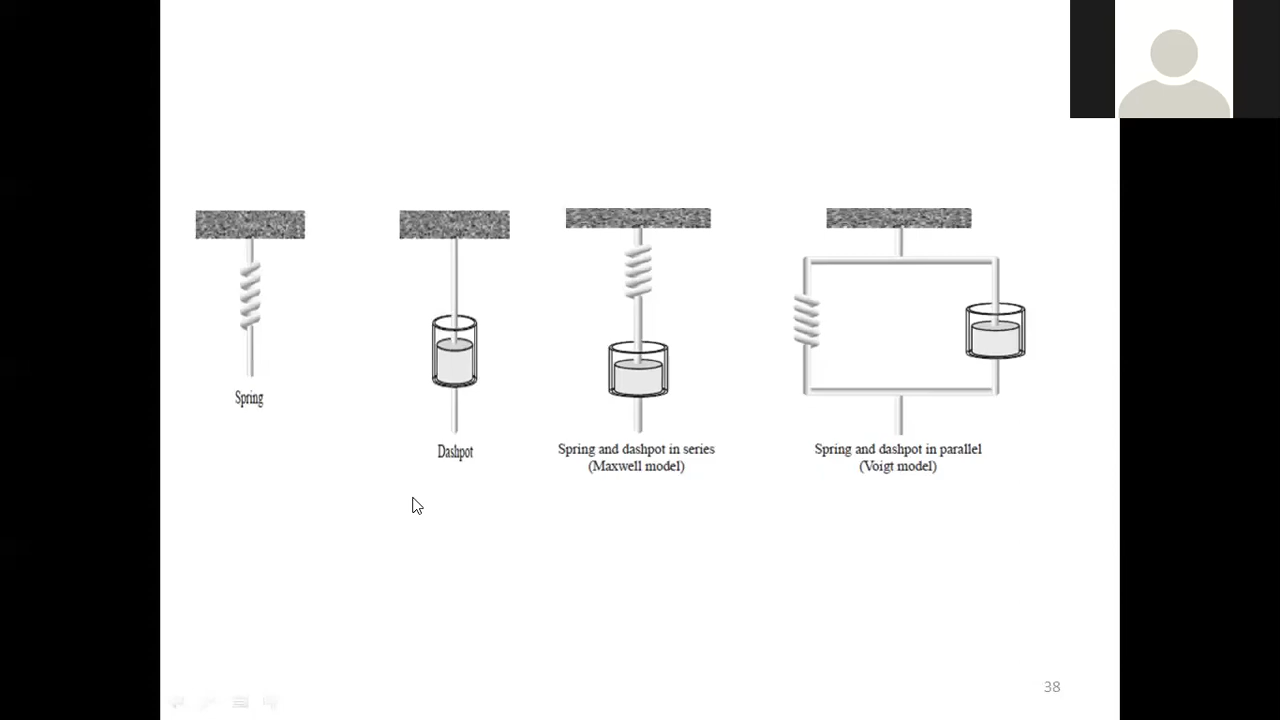 Spring
Dashpot
Spring and dashpot in series
(Maxwell model)
Spring and dashpot in parallel
(Voigt model)
38